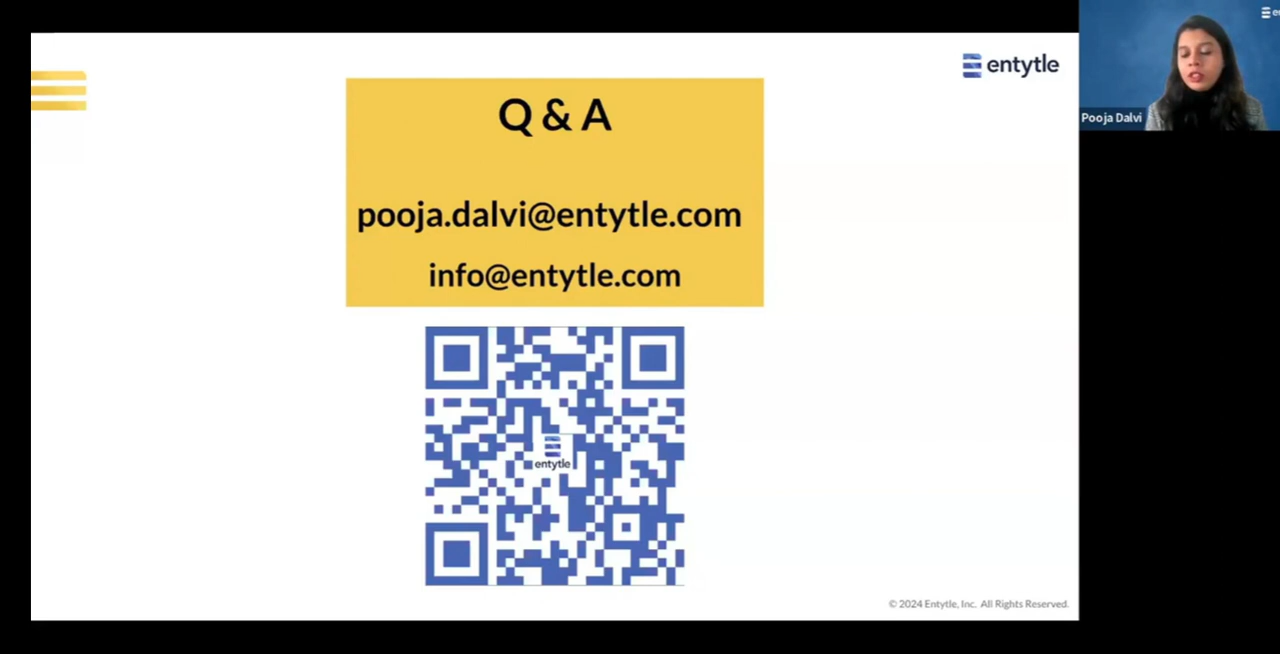 entytle
Q & A
pooja.dalvi@entytle.com
info@entytle.com
entytle
© 2024 Entytle, Inc. All Rights Reserved.
Pooja Dalvi